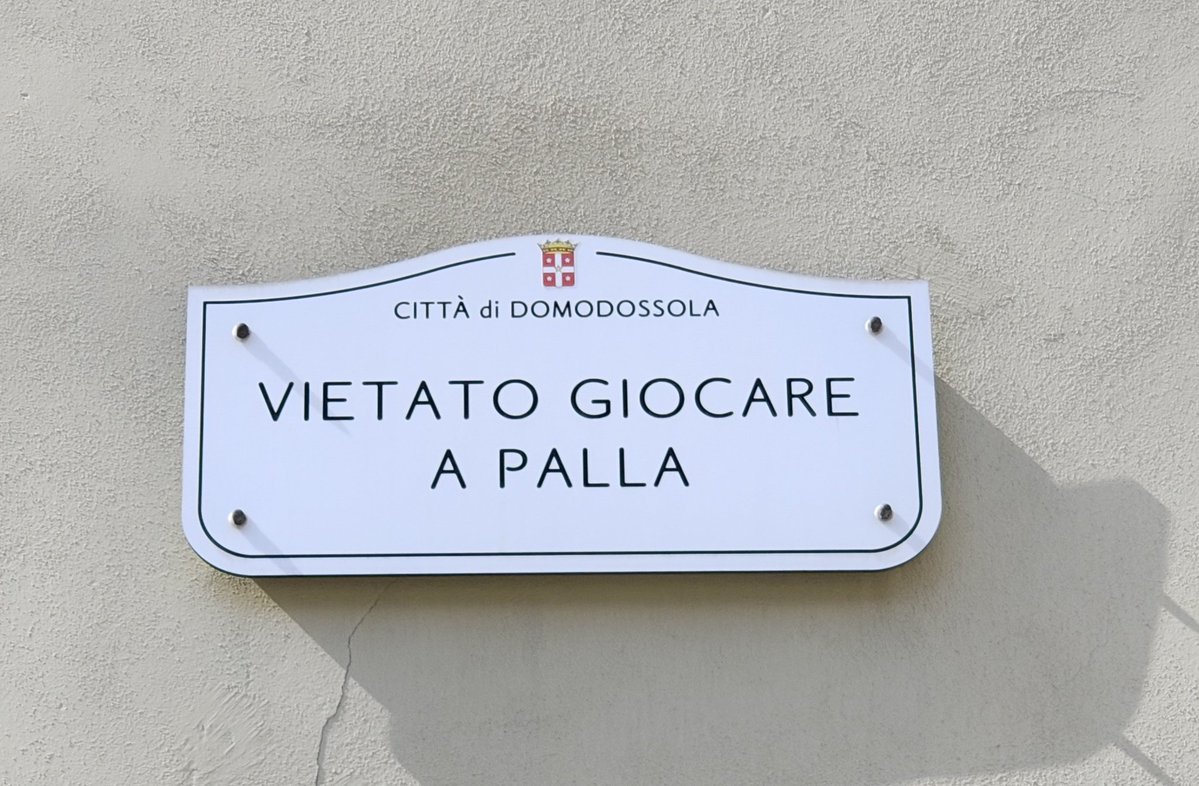 CITTÀ di DOMODOSSOLA
VIETATO GIOCARE
A PALLA